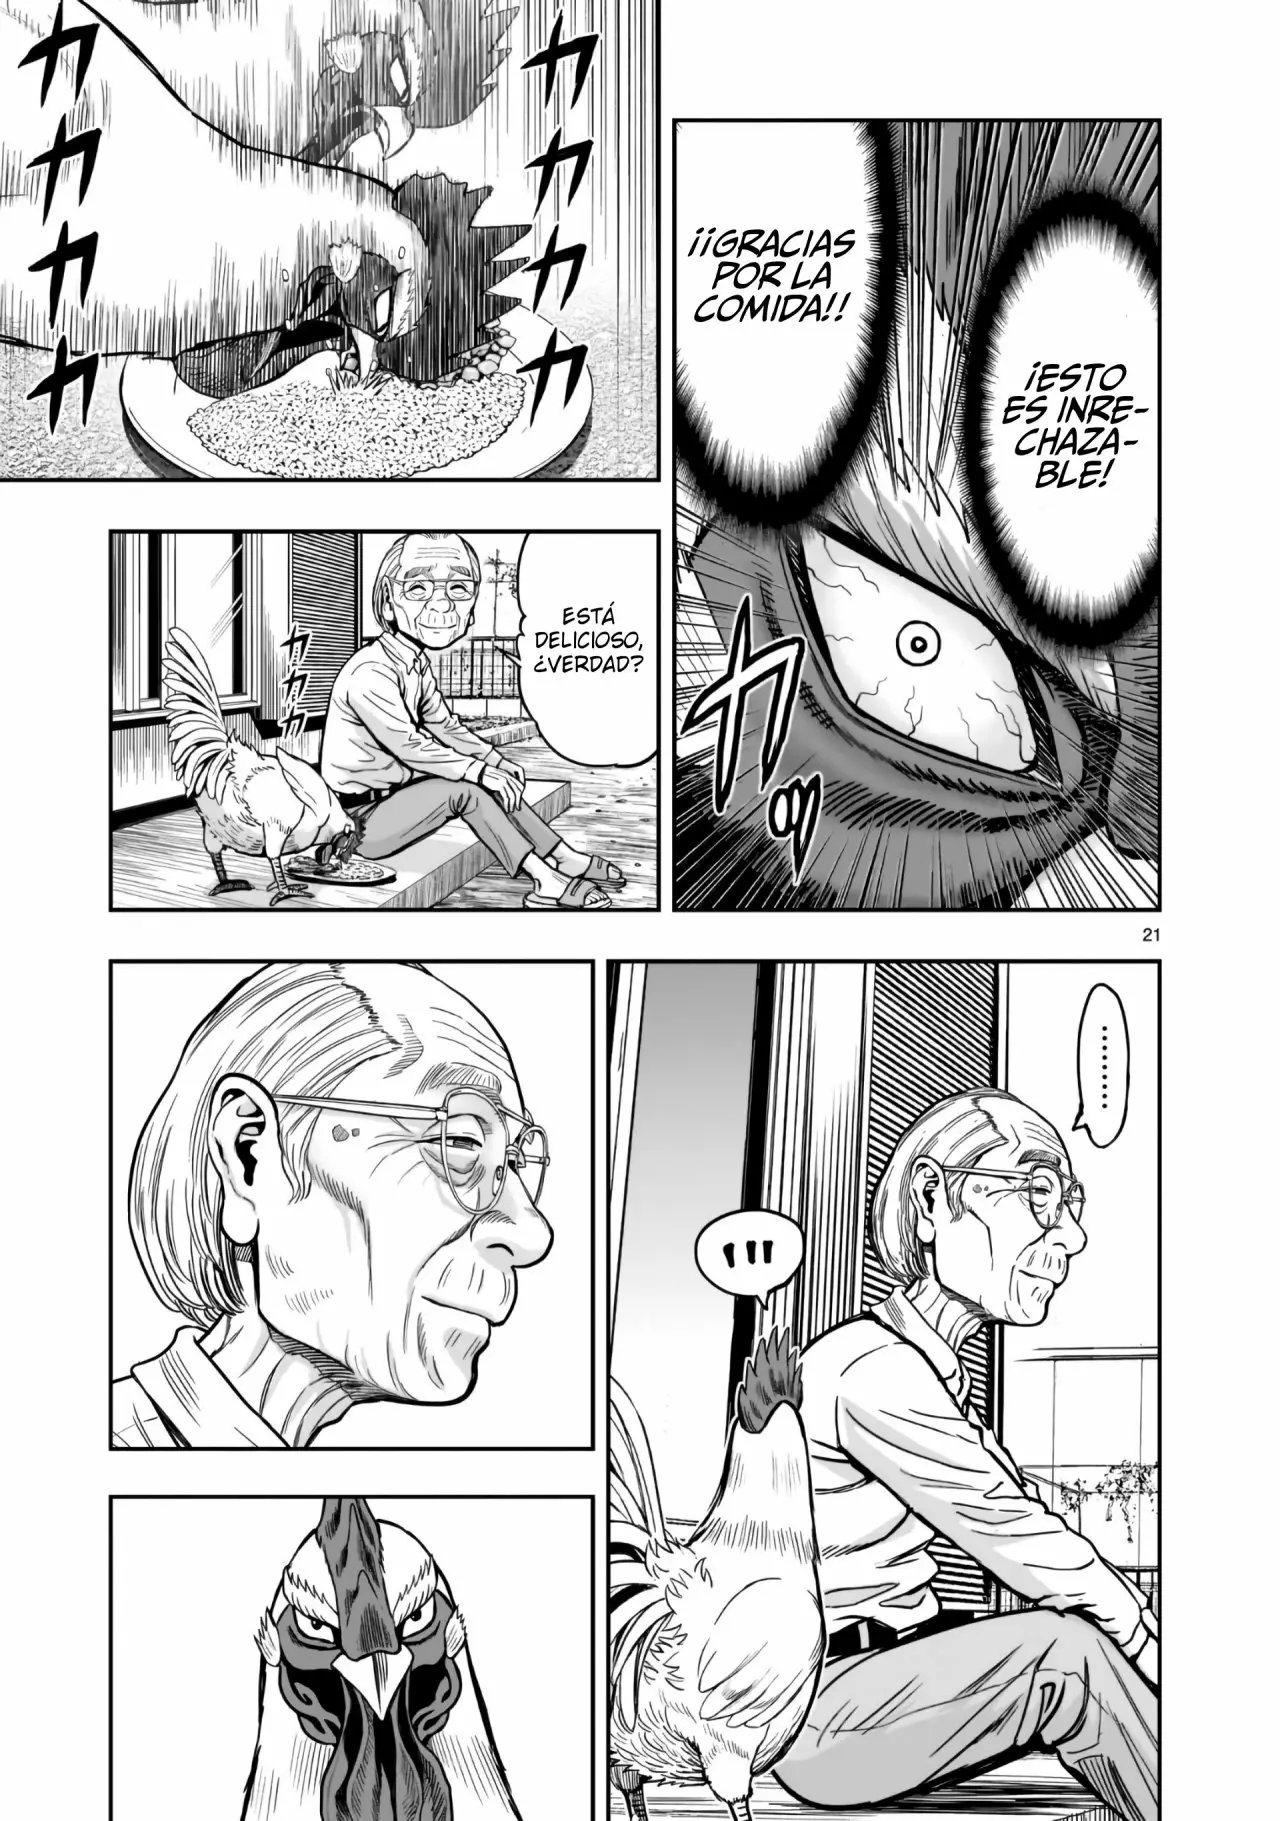 ¡ESTO
ES INRE-
CHAZA-
BLE!
¡¡GRACIAS
POR LA
COMIDA!!
カッ
カカカカ
カカカカ
ESTÁ
DELICIOSO,
¿VERDAD?
カカカカ
21
.........
!!!